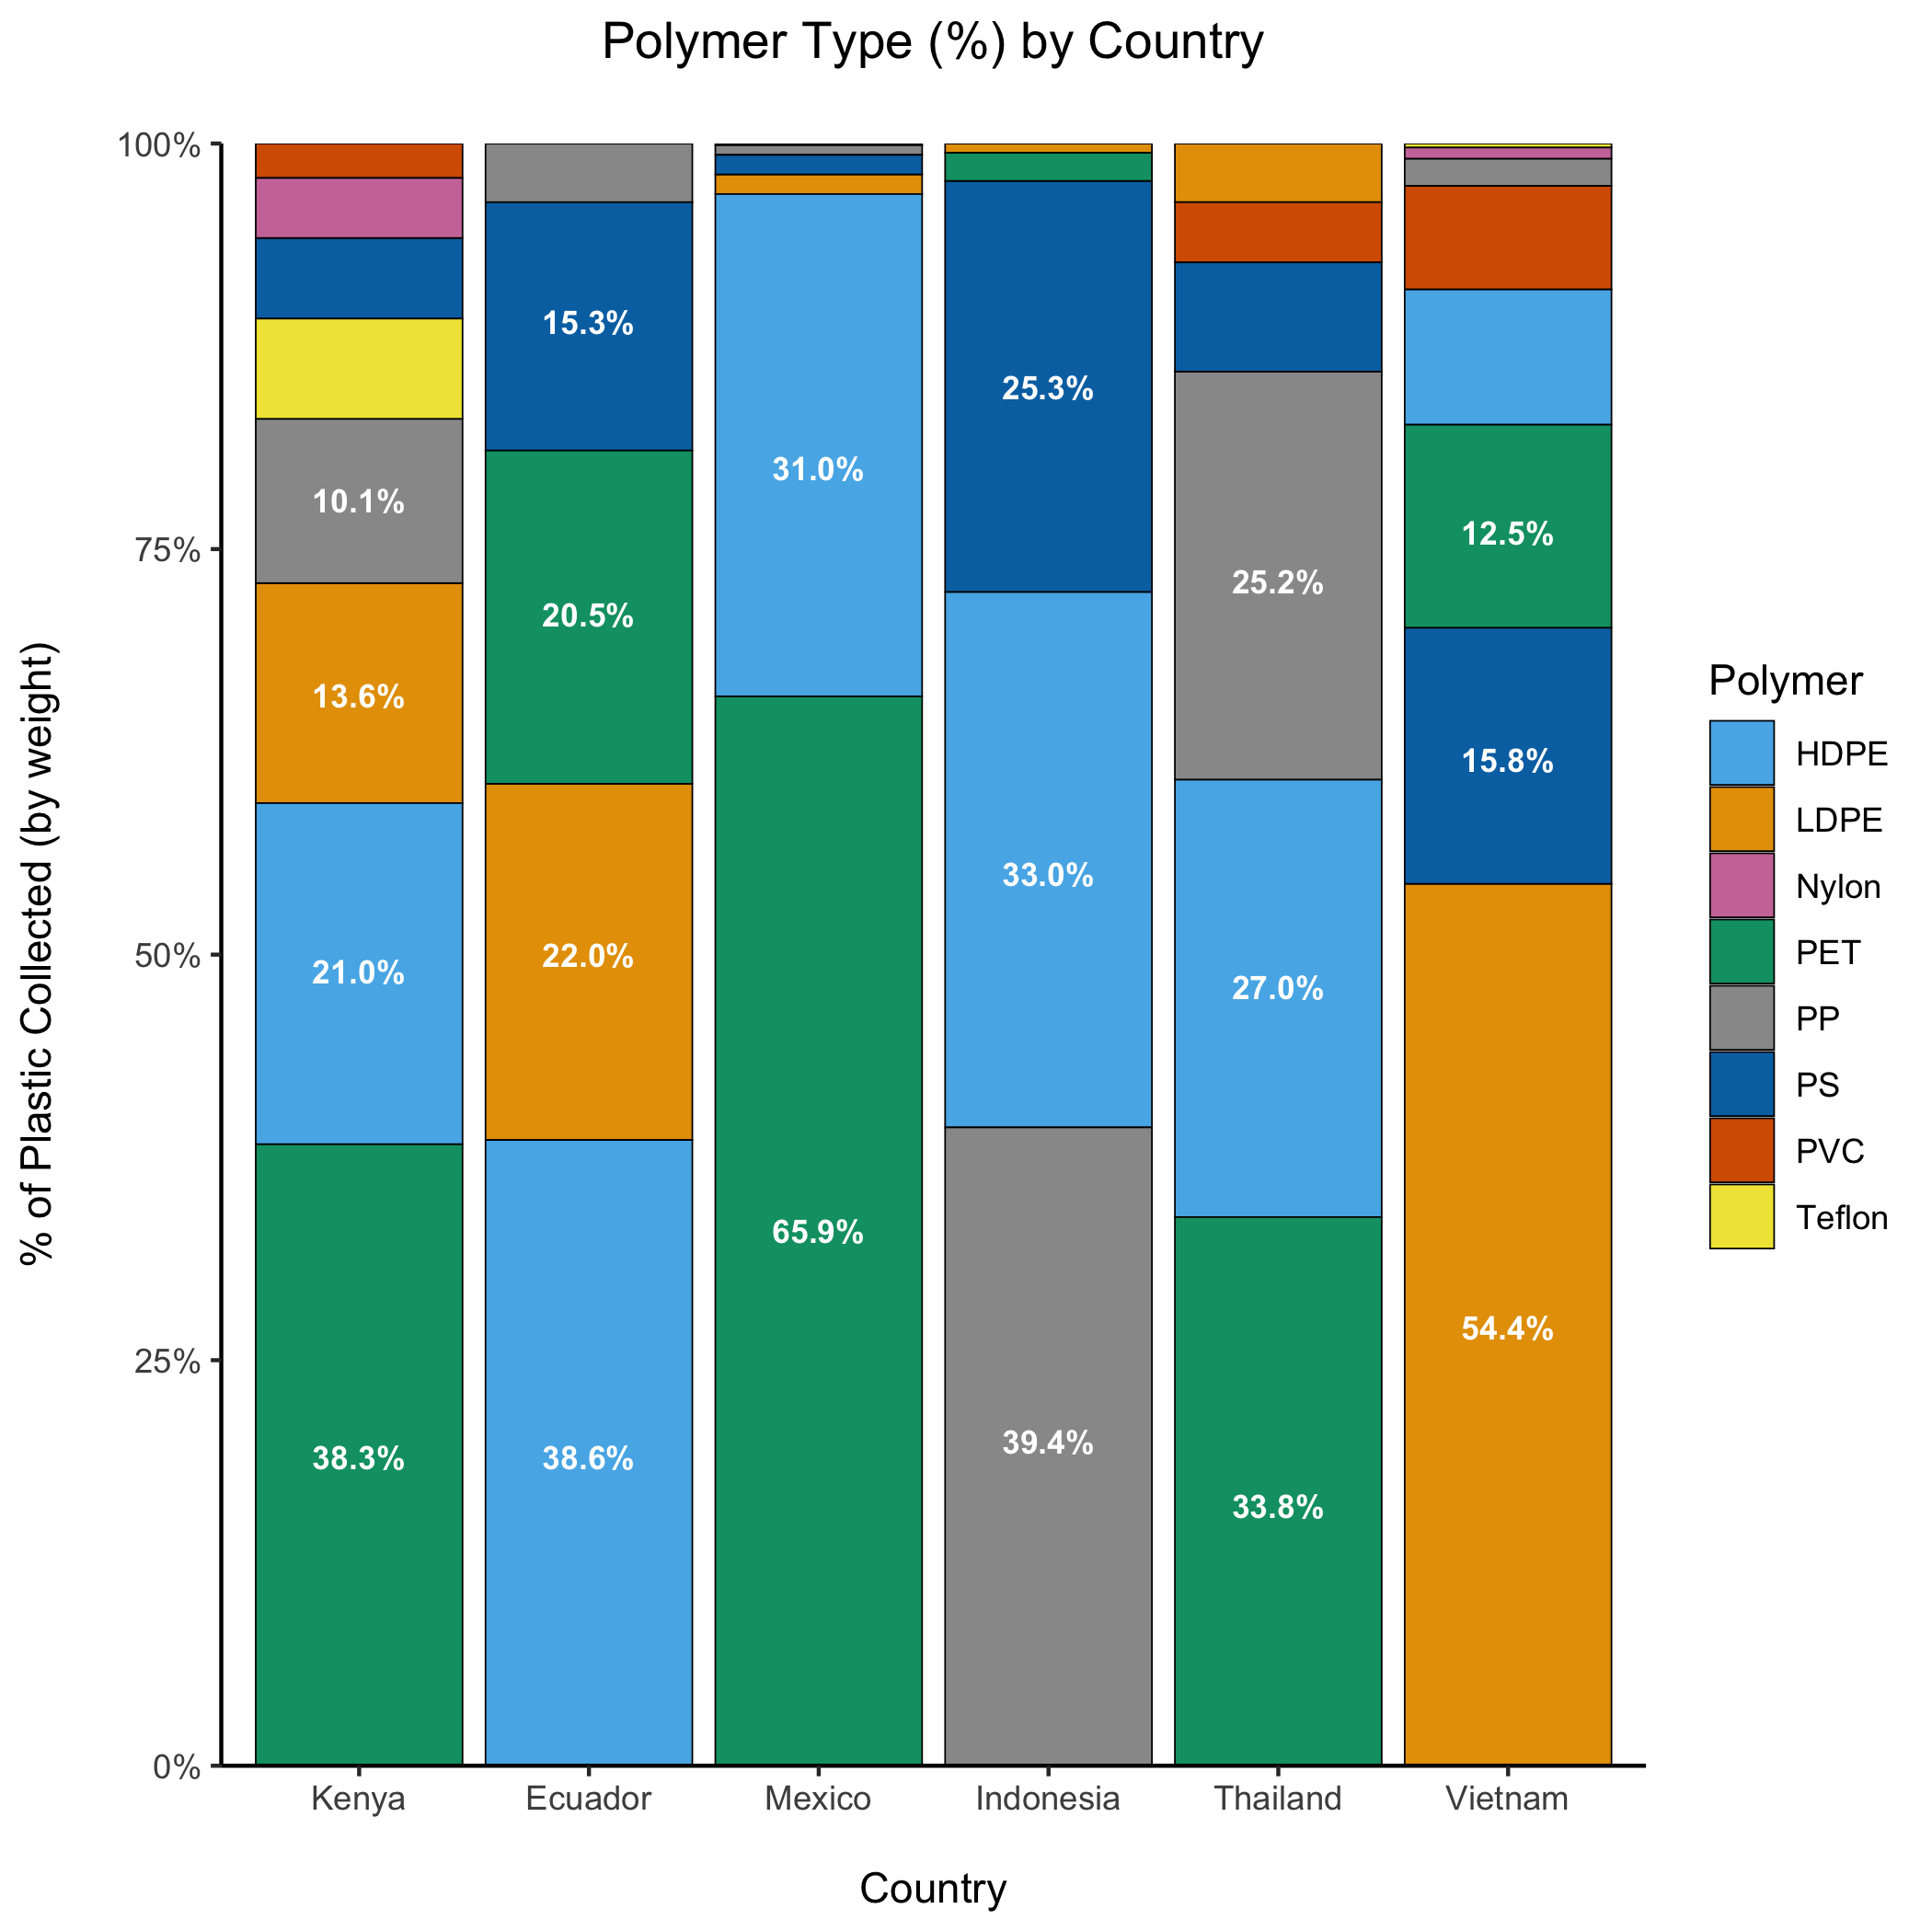 Polymer Type (%) by Country
% of Plastic Collected (by weight)
100%
75%
50%
25%
0%
10.1%
13.6%
21.0%
38.3%
15.3%
20.5%
22.0%
38.6%
31.0%
65.9%
25.3%
33.0%
39.4%
25.2%
27.0%
33.8%
12.5%
15.8%
54.4%
Kenya
Ecuador
Mexico
Indonesia
Thailand
Vietnam
Country
Polymer
HDPE
LDPE
Nylon
PET
PP
PS
PVC
Teflon